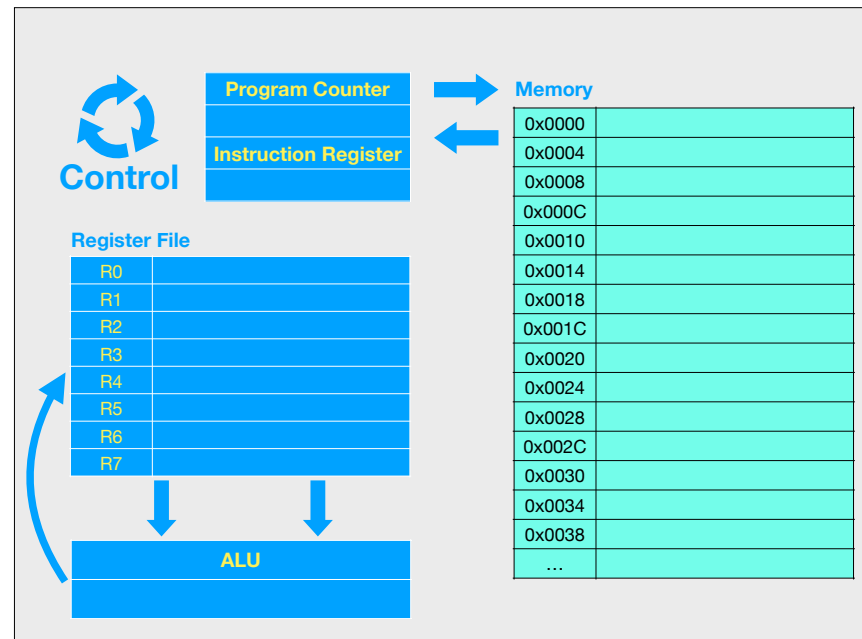 Program Counter
Instruction Register
Control
Register File
R0
R1
R2
R3
R4
R5
R6
R7
ALU
Memory
0x0000
0x0004
0x0008
0x000C
0x0010
0x0014
0x0018
0x001C
0x0020
0x0024
0x0028
0x002C
0x0030
0x0034
0x0038
…